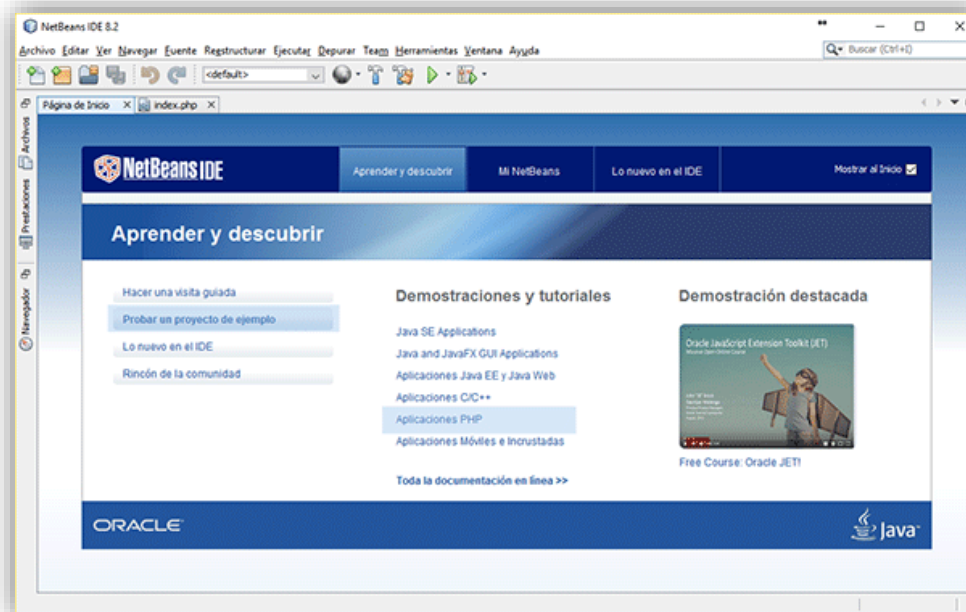 NetBeans IDE 8.2
Archivo Editar Ver Navegar Fuente Reestructurar Ejecutar Depurar Team Herramientas Ventana Ayuda
Buscar (Ctrl+I)
<default>
Página de Inicio
index.php
Archivos
Prestaciones
Navegador
NetBeans IDE
Aprender y descubrir
Mi NetBeans
Lo nuevo en el IDE
Mostrar al Inicio
Aprender y descubrir
Hacer una visita guiada
Probar un proyecto de ejemplo
Lo nuevo en el IDE
Rincón de la comunidad
Demostraciones y tutoriales
Java SE Applications
Java and JavaFX GUI Applications
Aplicaciones Java EE y Java Web
Aplicaciones C/C++
Aplicaciones PHP
Aplicaciones Móviles e Incrustadas
Toda la documentación en línea >>
Demostración destacada
Oracle JavaScript Extension Toolkit (JET)
Free Course: Oracle JET!
ORACLE
Java